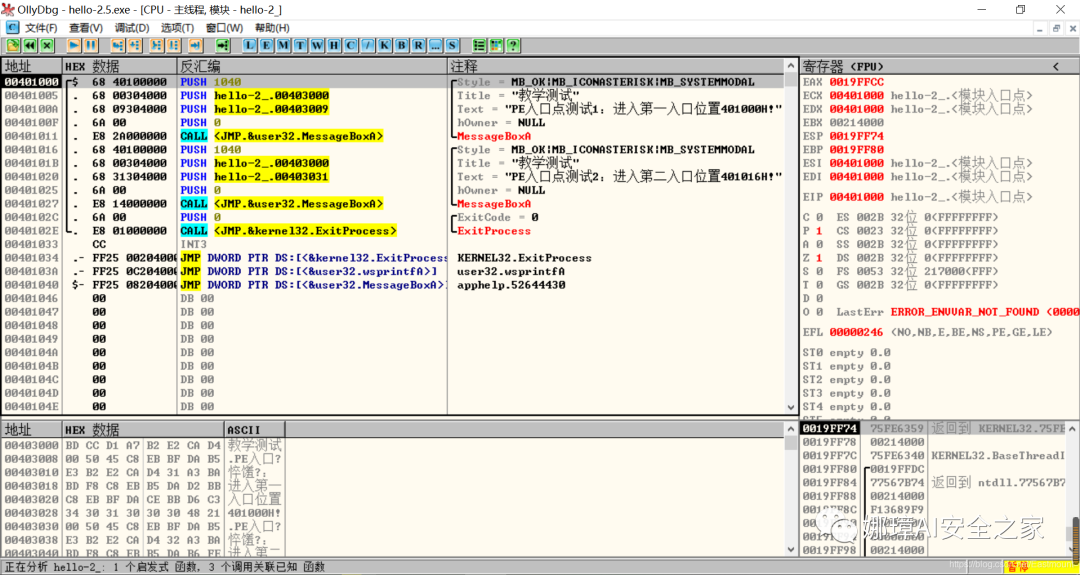 OllyDbg - hello-2.5.exe - [CPU - 主线程, 模块 - hello-2_]
文件(F) 查看(V) 调试(D) 选项(T) 窗口(W) 帮助(H)
L E M T W H C / K B R ... S
地址 HEX 数据 反汇编 注释 寄存器 (FPU) <
00401000 $ 68 40100000 PUSH 1040 Style = MB_OK|MB_ICONASTERISK|MB_SYSTEMMODAL
00401005 . 68 00304000 PUSH hello-2_.00403000 Title = "教学测试"
0040100A . 68 09304000 PUSH hello-2_.00403009 Text = "PE入口点测试1：进入第一入口位置401000H!"
0040100F . 6A 00 PUSH 0 hOwner = NULL
00401011 . E8 2A000000 CALL <JMP.&user32.MessageBoxA> MessageBoxA
00401016 . 68 40100000 PUSH 1040 Style = MB_OK|MB_ICONASTERISK|MB_SYSTEMMODAL
0040101B . 68 00304000 PUSH hello-2_.00403000 Title = "教学测试"
00401020 . 68 31304000 PUSH hello-2_.00403031 Text = "PE入口点测试2：进入第二入口位置401016H!"
00401025 . 6A 00 PUSH 0 hOwner = NULL
00401027 . E8 14000000 CALL <JMP.&user32.MessageBoxA> MessageBoxA
0040102C . 6A 00 PUSH 0 ExitCode = 0
0040102E . E8 01000000 CALL <JMP.&kernel32.ExitProcess> ExitProcess
00401033 CC INT3
00401034 .- FF25 00204000 JMP DWORD PTR DS:[<&kernel32.ExitProcess KERNEL32.ExitProcess
0040103A .- FF25 0C204000 JMP DWORD PTR DS:[<&user32.wsprintfA>] user32.wsprintfA
00401040 $- FF25 08204000 JMP DWORD PTR DS:[<&user32.MessageBoxA> apphelp.52644430
00401046 00 DB 00
00401047 00 DB 00
00401048 00 DB 00
00401049 00 DB 00
0040104A 00 DB 00
0040104B 00 DB 00
0040104C 00 DB 00
0040104D 00 DB 00
0040104E 00 DB 00
EAX 0019FFCC
ECX 00401000 hello-2_.<模块入口点>
EDX 00401000 hello-2_.<模块入口点>
EBX 00214000
ESP 0019FF74
EBP 0019FF80
ESI 00401000 hello-2_.<模块入口点>
EDI 00401000 hello-2_.<模块入口点>
EIP 00401000 hello-2_.<模块入口点>
C 0 ES 002B 32位 0(FFFFFFFF)
P 1 CS 0023 32位 0(FFFFFFFF)
A 0 SS 002B 32位 0(FFFFFFFF)
Z 1 DS 002B 32位 0(FFFFFFFF)
S 0 FS 0053 32位 217000(FFF)
T 0 GS 002B 32位 0(FFFFFFFF)
D 0
O 0 LastErr ERROR_ENVVAR_NOT_FOUND (0000
EFL 00000246 (NO,NB,E,BE,NS,PE,GE,LE)
ST0 empty 0.0
ST1 empty 0.0
ST2 empty 0.0
ST3 empty 0.0
ST4 empty 0.0
地址 HEX 数据 ASCII
00403000 BD CC D1 A7 B2 E2 CA D4 教学测试
00403008 00 50 45 C8 EB BF DA B5 .PE入口?
00403010 E3 B2 E2 CA D4 31 A3 BA
00403018 BD F8 C8 EB B5 DA D2 BB 进入第一
00403020 C8 EB BF DA CE BB D6 C3 入口位置
00403028 34 30 31 30 30 30 48 21 401000H!
00403030 00 50 45 C8 EB BF DA B5 .PE入口?
00403038 E3 B2 E2 CA D4 32 A3 BA
00403040 BD F8 C8 EB B5 DA B6 FE 进入第二
0019FF74 75FE6359 返回到 KERNEL32.75FE
0019FF78 00214000
0019FF7C 75FE6340 KERNEL32.BaseThreadI
0019FF80 0019FFDC
0019FF84 77567B74 返回到 ntdll.77567B7
0019FF88 00214000
0019FF8C F13689F9
0019FF98 00214000
娜璋AI安全之家
正在分析 hello-2_: 1 个启发式 函数, 3 个调用关联已知 函数
暂停